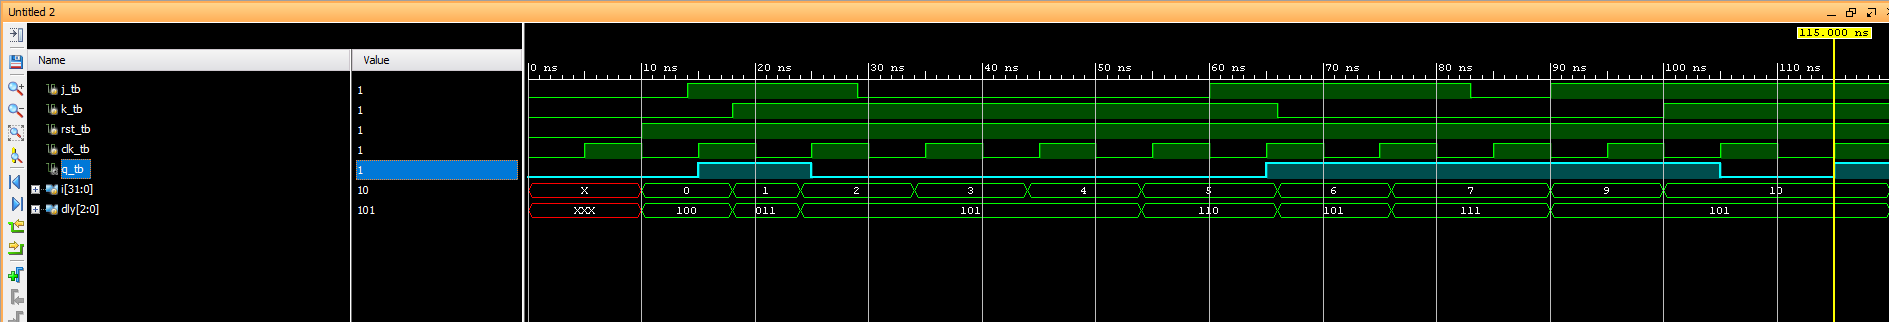 Untitled 2
115.000 ns
Name Value
0 ns 10 ns 20 ns 30 ns 40 ns 50 ns 60 ns 70 ns 80 ns 90 ns 100 ns 110 ns
j_tb 1
k_tb 1
rst_tb 1
clk_tb 1
q_tb 1
i[31:0] 10 X 0 1 2 3 4 5 6 7 9 10
dly[2:0] 101 XXX 100 011 101 110 101 111 101